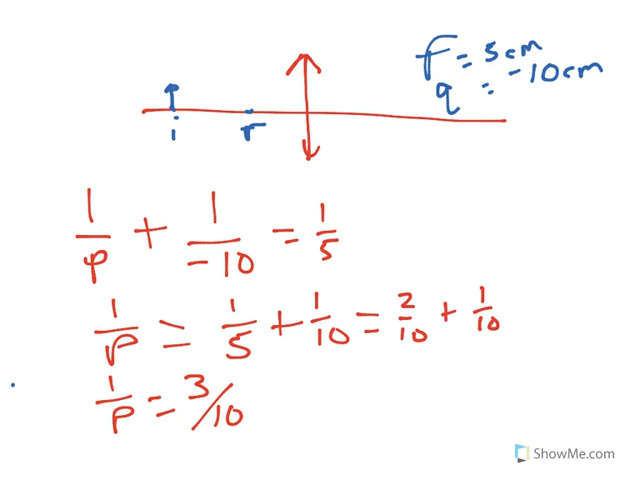 f = 5cm
q = -10cm
i F
1/p + 1/-10 = 1/5
1/p = 1/5 + 1/10 = 2/10 + 1/10
1/p = 3/10
ShowMe.com